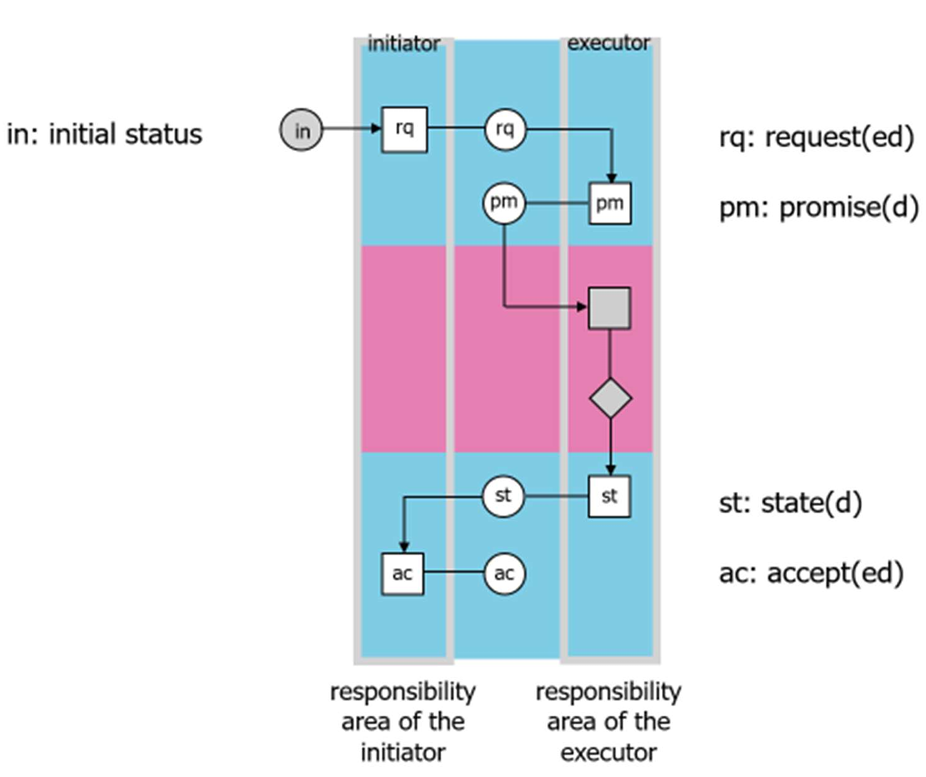 initiator executor
in: initial status in rq rq rq: request(ed)
pm pm pm: promise(d)
st st st: state(d)
ac ac ac: accept(ed)
responsibility responsibility
area of the area of the
initiator executor